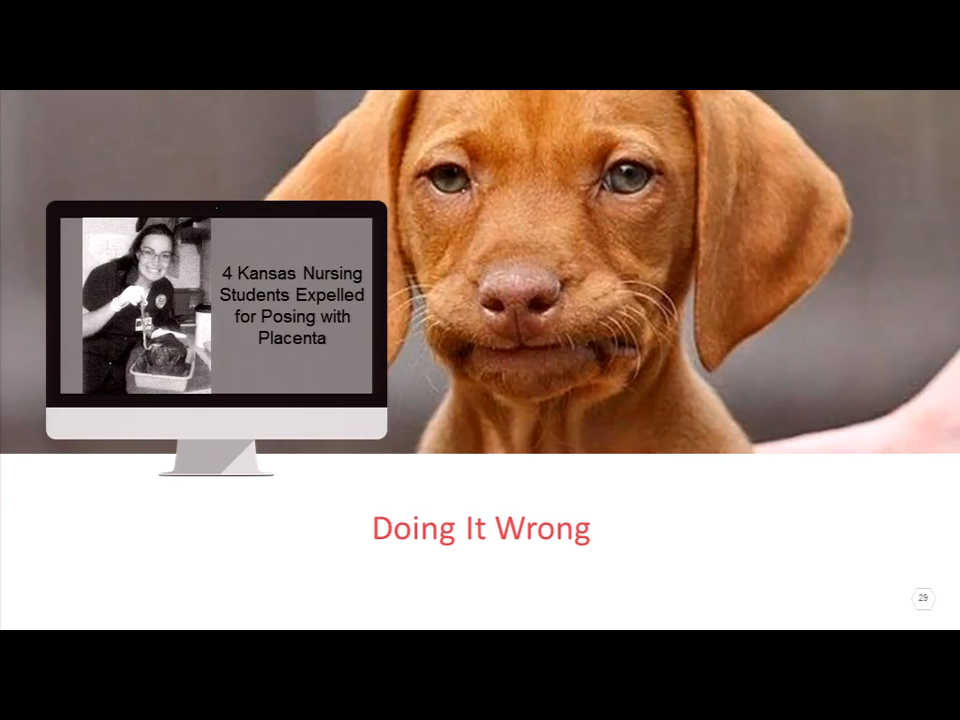 4 Kansas Nursing
Students Expelled
for Posing with
Placenta
Doing It Wrong
29